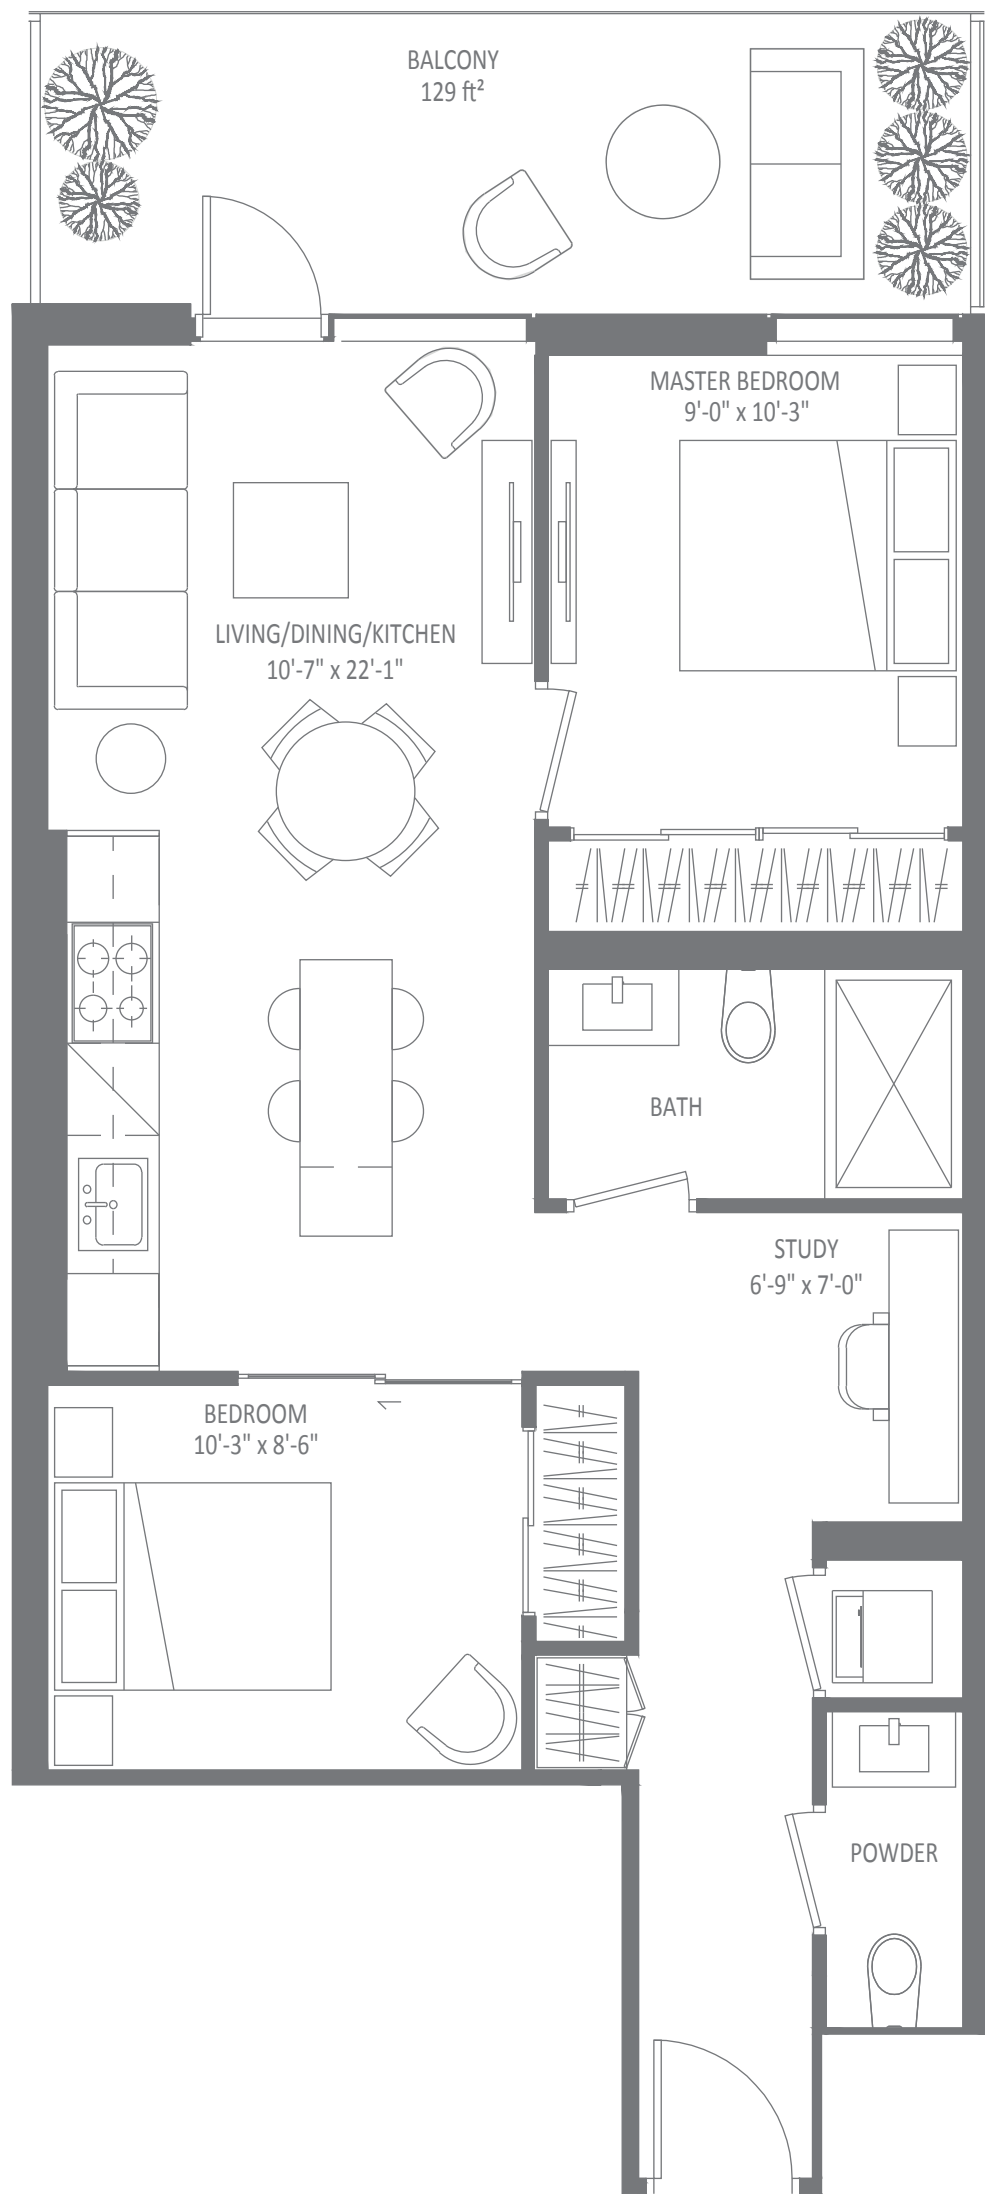 BALCONY
129 ft²
MASTER BEDROOM
9'-0" x 10'-3"
LIVING/DINING/KITCHEN
10'-7" x 22'-1"
BATH
STUDY
6'-9" x 7'-0"
BEDROOM
10'-3" x 8'-6"
POWDER